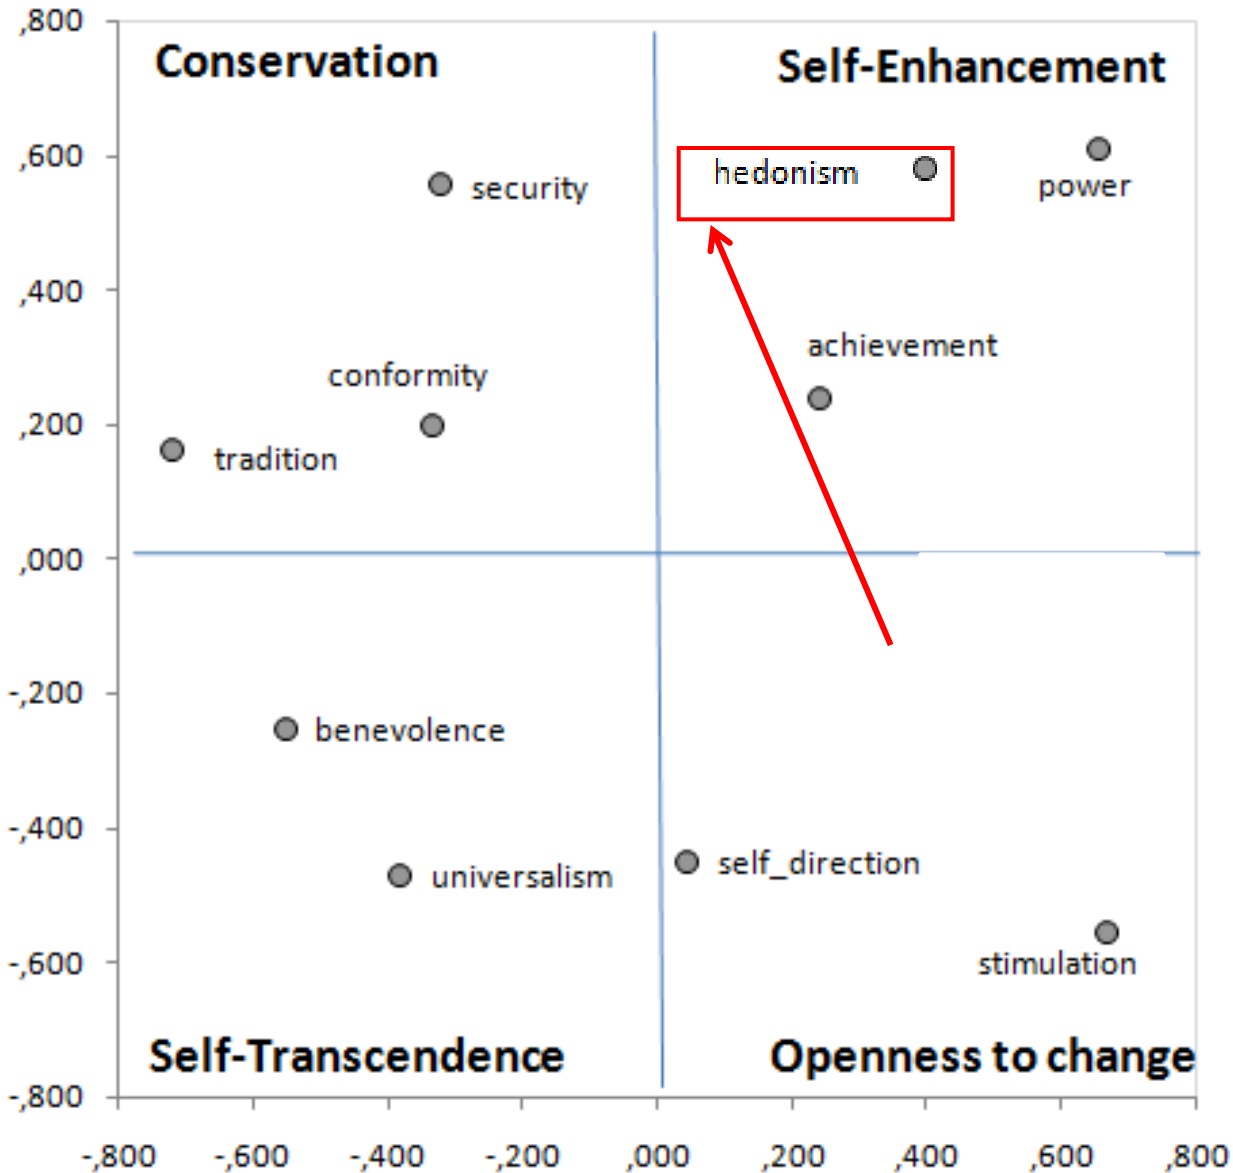 ,800
Conservation
Self-Enhancement
,600
hedonism
power
security
,400
achievement
conformity
,200
tradition
,000
-,200
benevolence
-,400
self_direction
universalism
-,600
stimulation
Self-Transcendence
Openness to change
-,800
-,800 -,600 -,400 -,200 ,000 ,200 ,400 ,600 ,800